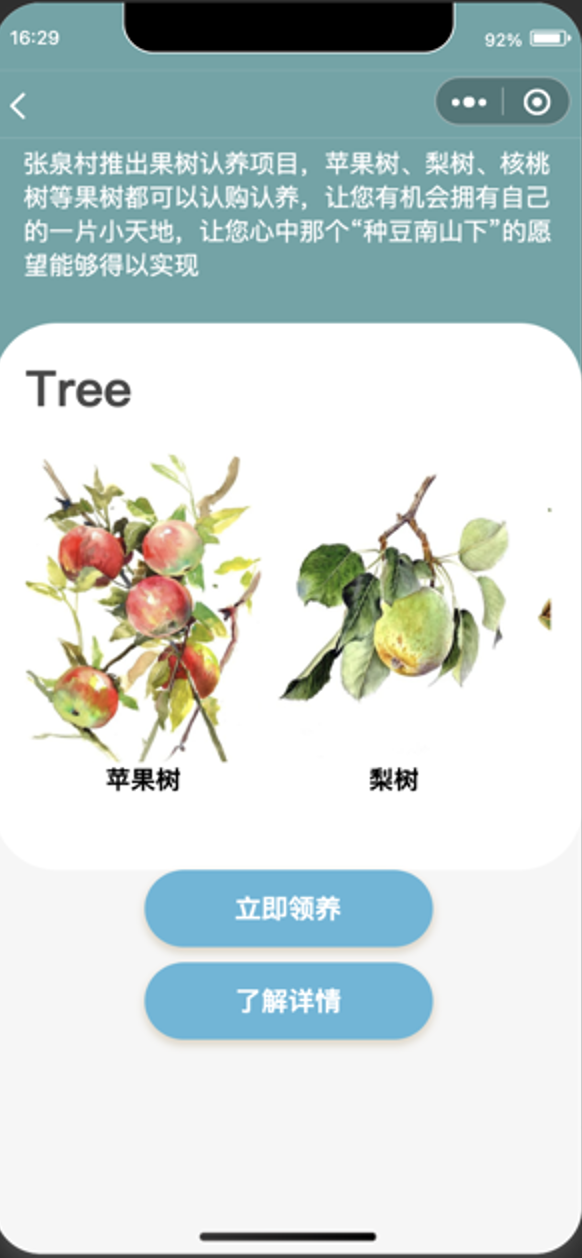 16:29
92%
张泉村推出果树认养项目，苹果树、梨树、核桃
树等果树都可以认购认养，让您有机会拥有自己
的一片小天地，让您心中那个“种豆南山下”的愿
望能够得以实现
Tree
苹果树
梨树
立即领养
了解详情